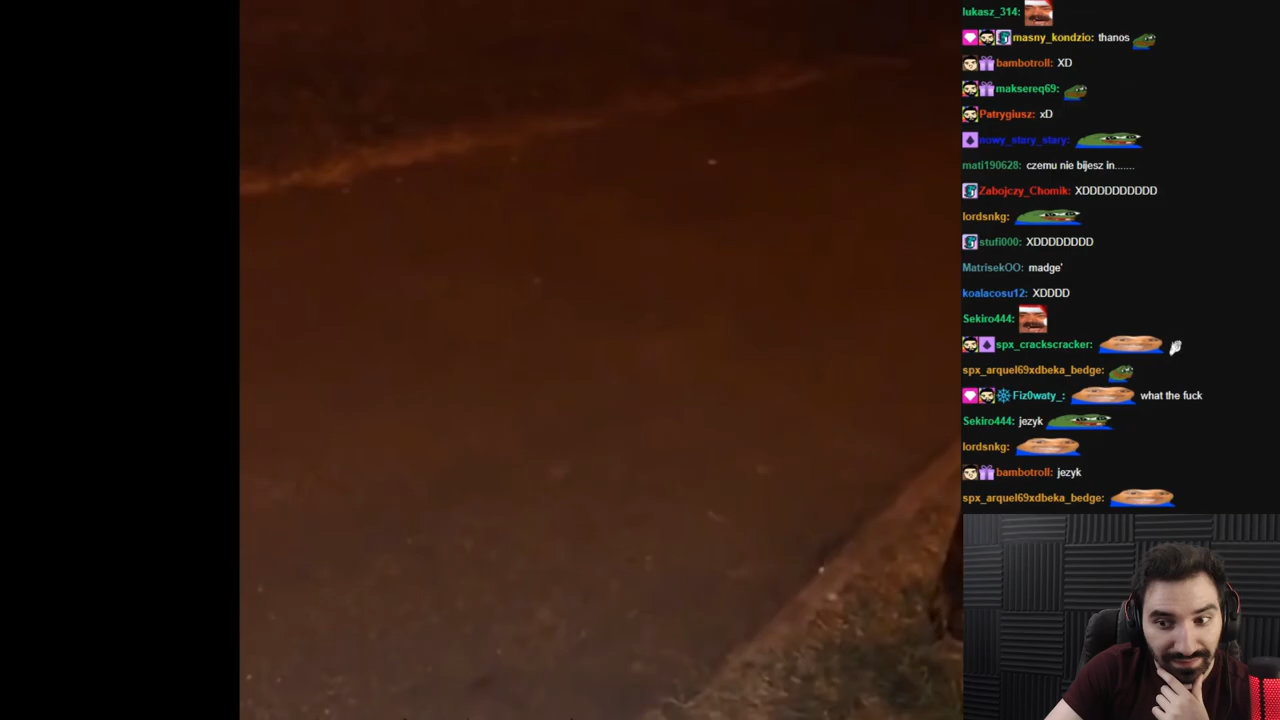 lukasz_314:
masny_kondzio: thanos
bambotroll: XD
maksereq69:
Patrygiusz: xD
nowy_stary_stary:
mati190628: czemu nie bijesz in.......
Zabojczy_Chomik: XDDDDDDDDDD
lordsnkg:
stufi000: XDDDDDDDD
MatrisekOO: madge'
koalacosu12: XDDDD
Sekiro444:
spx_crackscracker:
spx_arquel69xdbeka_bedge:
Fiz0waty_: what the fuck
Sekiro444: jezyk
lordsnkg:
bambotroll: jezyk
spx_arquel69xdbeka_bedge: